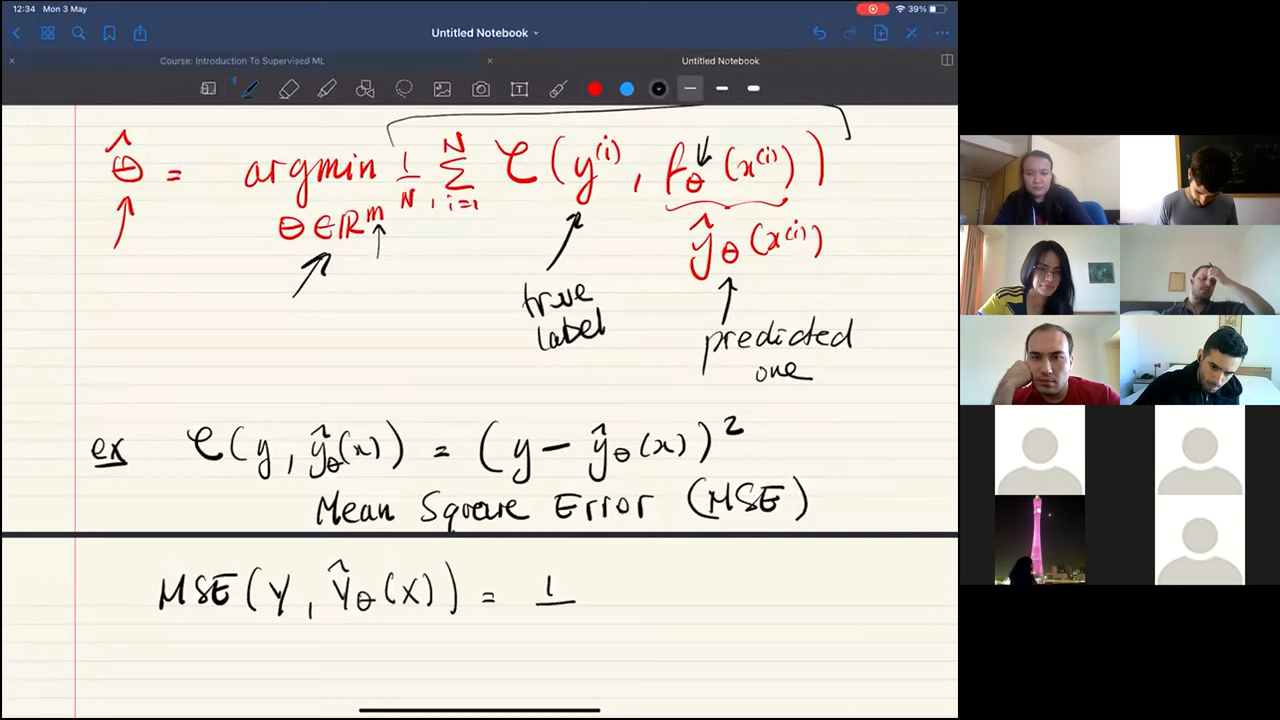 12:34 Mon 3 May
39%
Untitled Notebook
Course: Introduction To Supervised ML
Untitled Notebook
θ̂ = argmin 1/N Σ_{i=1}^{N} ℒ(y^(i), f_θ(x^(i)))
θ∈ℝ^m
ŷ_θ(x^(i))
true
label
predicted
one
ex ℒ(y, ŷ_θ(x)) = (y − ŷ_θ(x))²
Mean Square Error (MSE)
MSE(Y, Ŷ_θ(X)) = 1